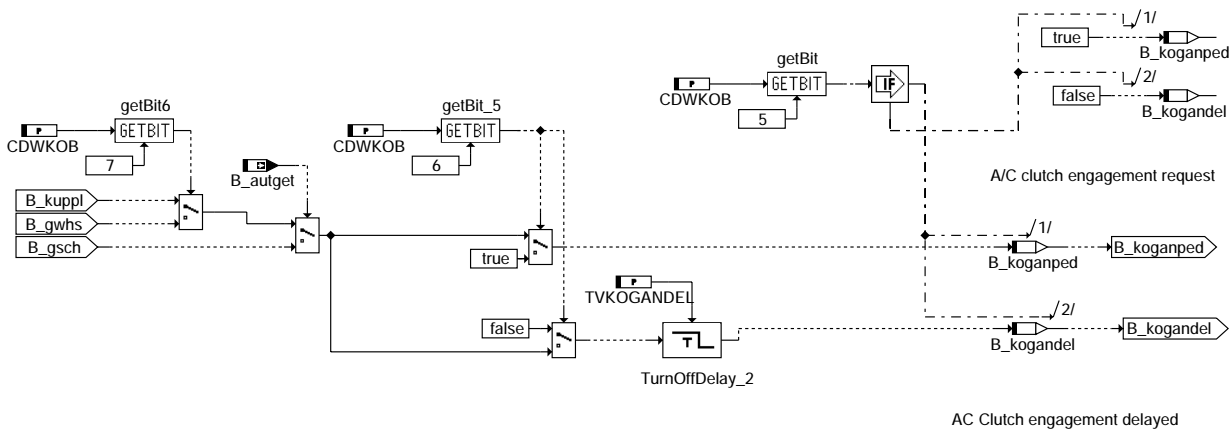 /1/
true
B_koganped
getBit
P
GETBIT
IF
/2/
CDWKOB
false
B_kogandel
5
getBit6
getBit_5
P
GETBIT
P
GETBIT
CDWKOB
CDWKOB
7
6
B_autget
A/C clutch engagement request
B_kuppl
B_gwhs
B_gsch
/1/
true
B_koganped
B_koganped
P
TVKOGANDEL
/2/
false
T
B_kogandel
B_kogandel
TurnOffDelay_2
AC Clutch engagement delayed